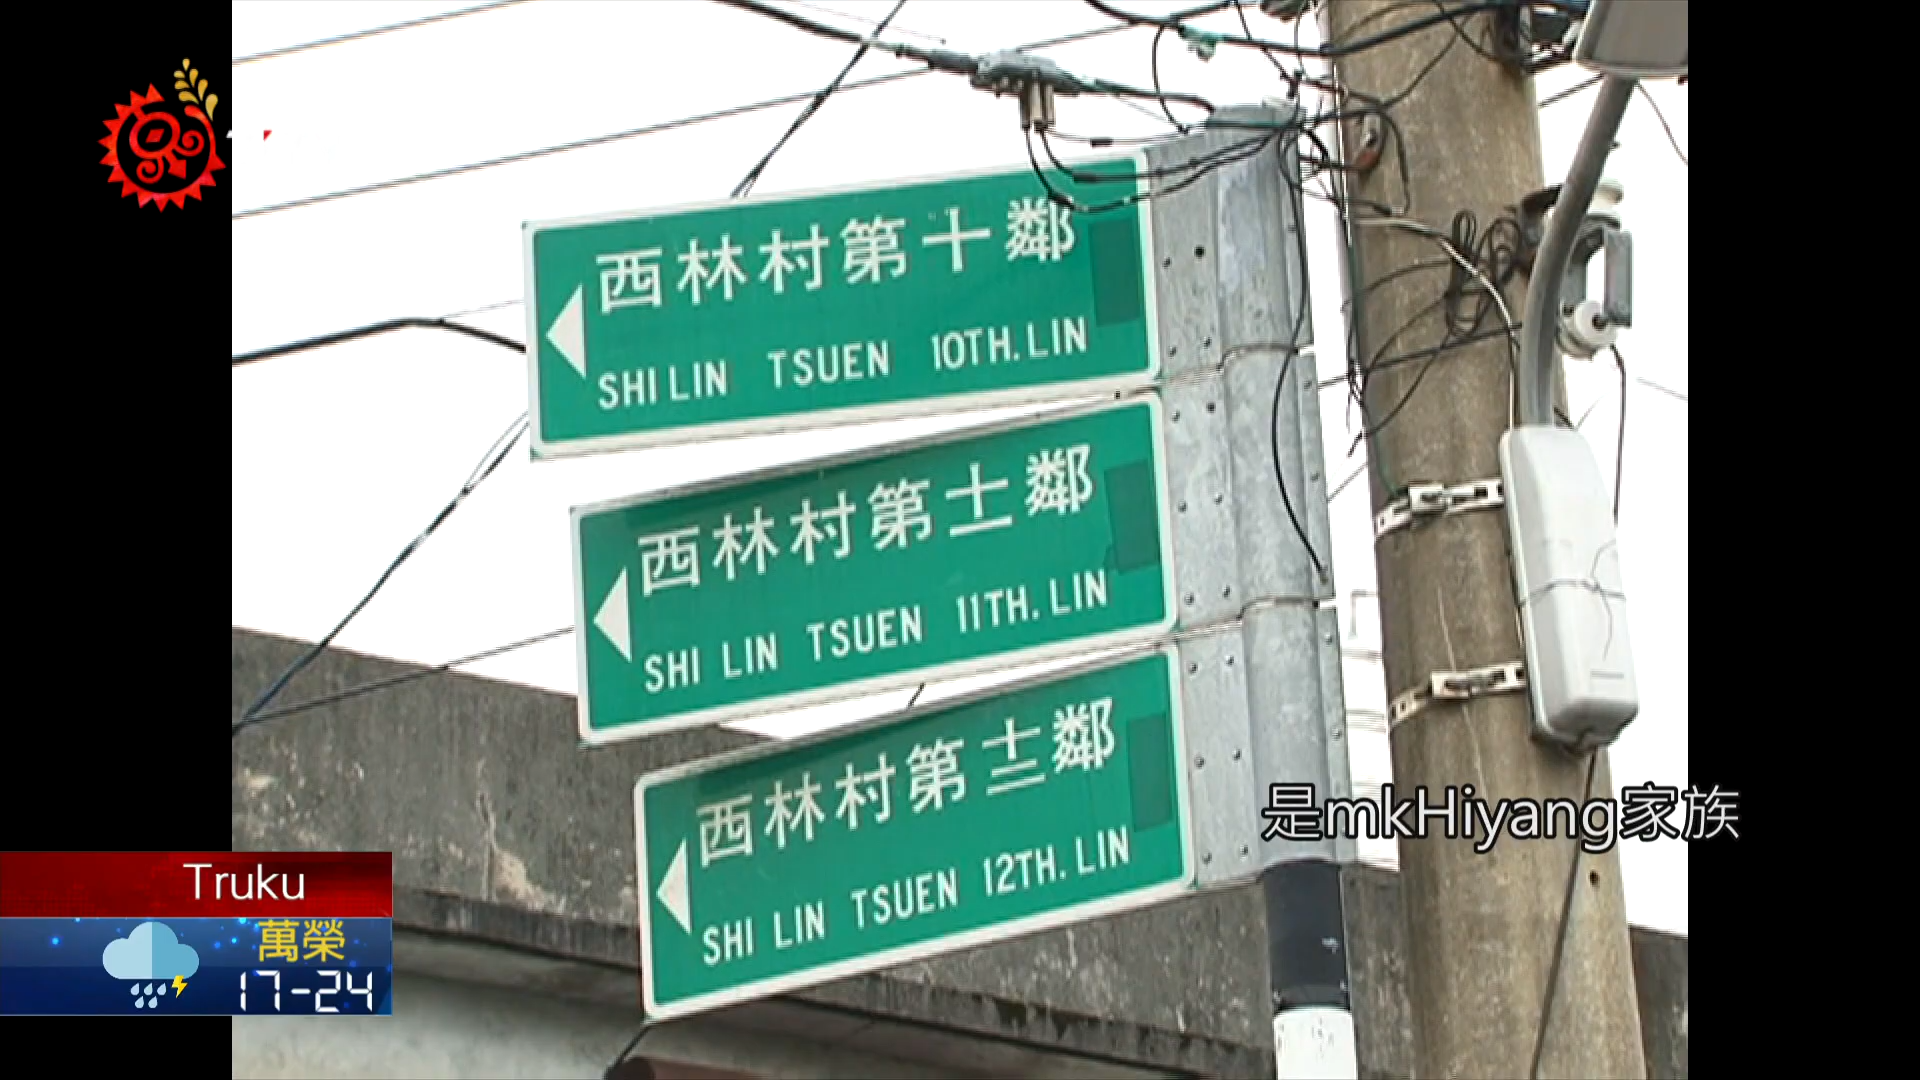 西林村第十鄰
SHI LIN TSUEN 10TH. LIN
西林村第十一鄰
SHI LIN TSUEN 11TH. LIN
西林村第十二鄰
SHI LIN TSUEN 12TH. LIN
是mkHiyang家族
Truku
萬榮
17-24